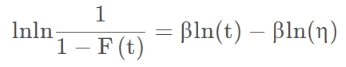 lnln 1/(1 − F (t)) = βln(t) − βln(η)